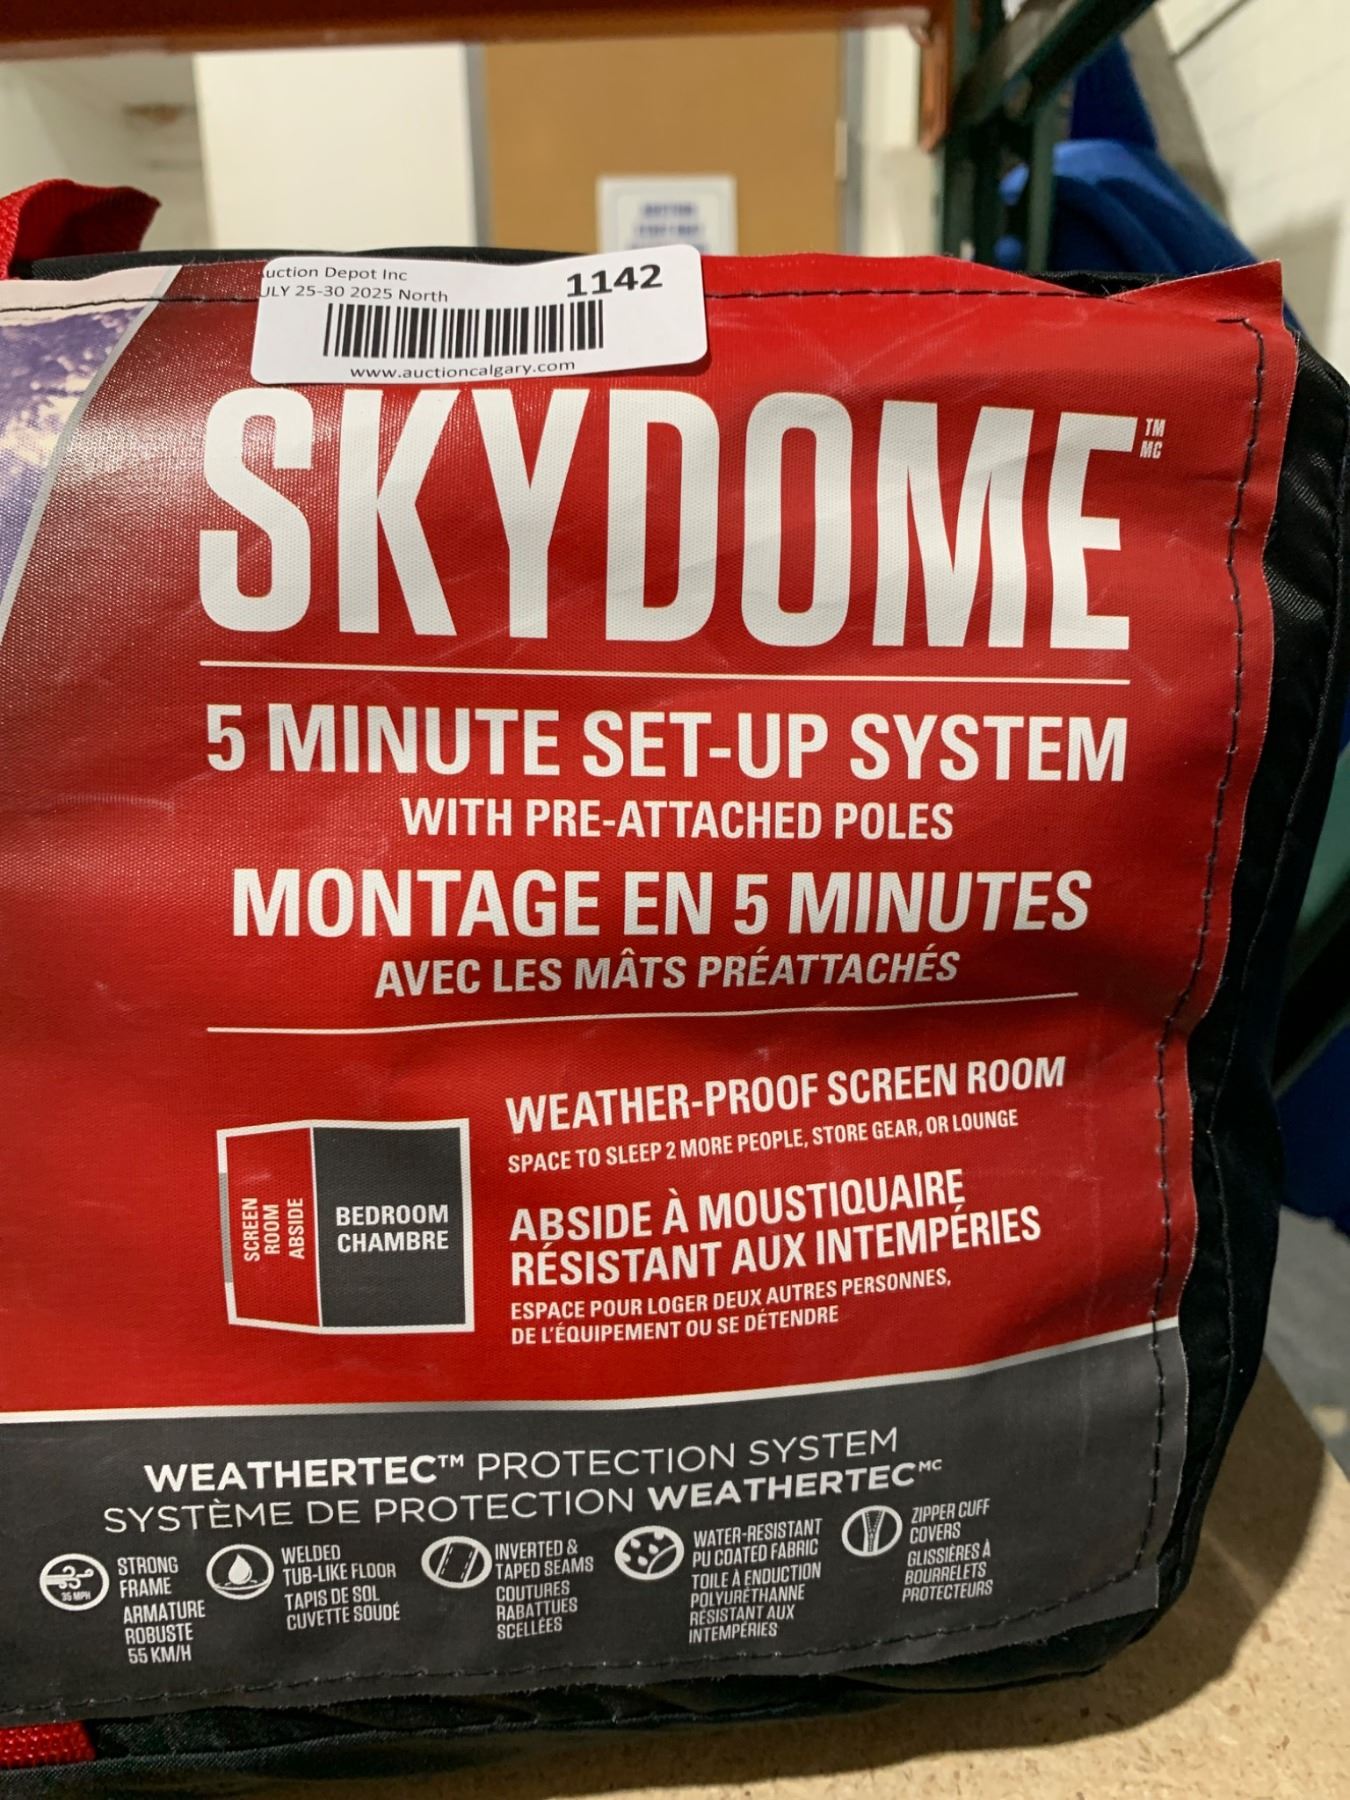 uction Depot Inc
ULY 25-30 2025 North
1142
www.auctioncalgary.com
SKYDOME™ MC
5 MINUTE SET-UP SYSTEM
WITH PRE-ATTACHED POLES
MONTAGE EN 5 MINUTES
AVEC LES MÂTS PRÉATTACHÉS
WEATHER-PROOF SCREEN ROOM
SPACE TO SLEEP 2 MORE PEOPLE, STORE GEAR, OR LOUNGE
SCREEN
ROOM
ABSIDE
BEDROOM
CHAMBRE
ABSIDE À MOUSTIQUAIRE
RÉSISTANT AUX INTEMPÉRIES
ESPACE POUR LOGER DEUX AUTRES PERSONNES,
DE L'ÉQUIPEMENT OU SE DÉTENDRE
WEATHERTEC™ PROTECTION SYSTEM
SYSTÈME DE PROTECTION WEATHERTEC MC
35 MPH
STRONG
FRAME
ARMATURE
ROBUSTE
55 KM/H
WELDED
TUB-LIKE FLOOR
TAPIS DE SOL
CUVETTE SOUDÉ
INVERTED &
TAPED SEAMS
COUTURES
RABATTUES
SCELLÉES
WATER-RESISTANT
PU COATED FABRIC
TOILE À ENDUCTION
POLYURÉTHANNE
RÉSISTANT AUX
INTEMPÉRIES
ZIPPER CUFF
COVERS
GLISSIÈRES À
BOURRELETS
PROTECTEURS